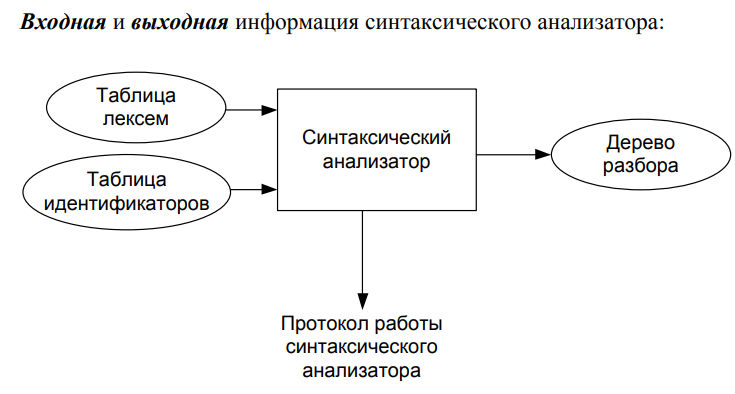 Входная и выходная информация синтаксического анализатора:
Таблица
лексем
Таблица
идентификаторов
Синтаксический
анализатор
Дерево
разбора
Протокол работы
синтаксического
анализатора